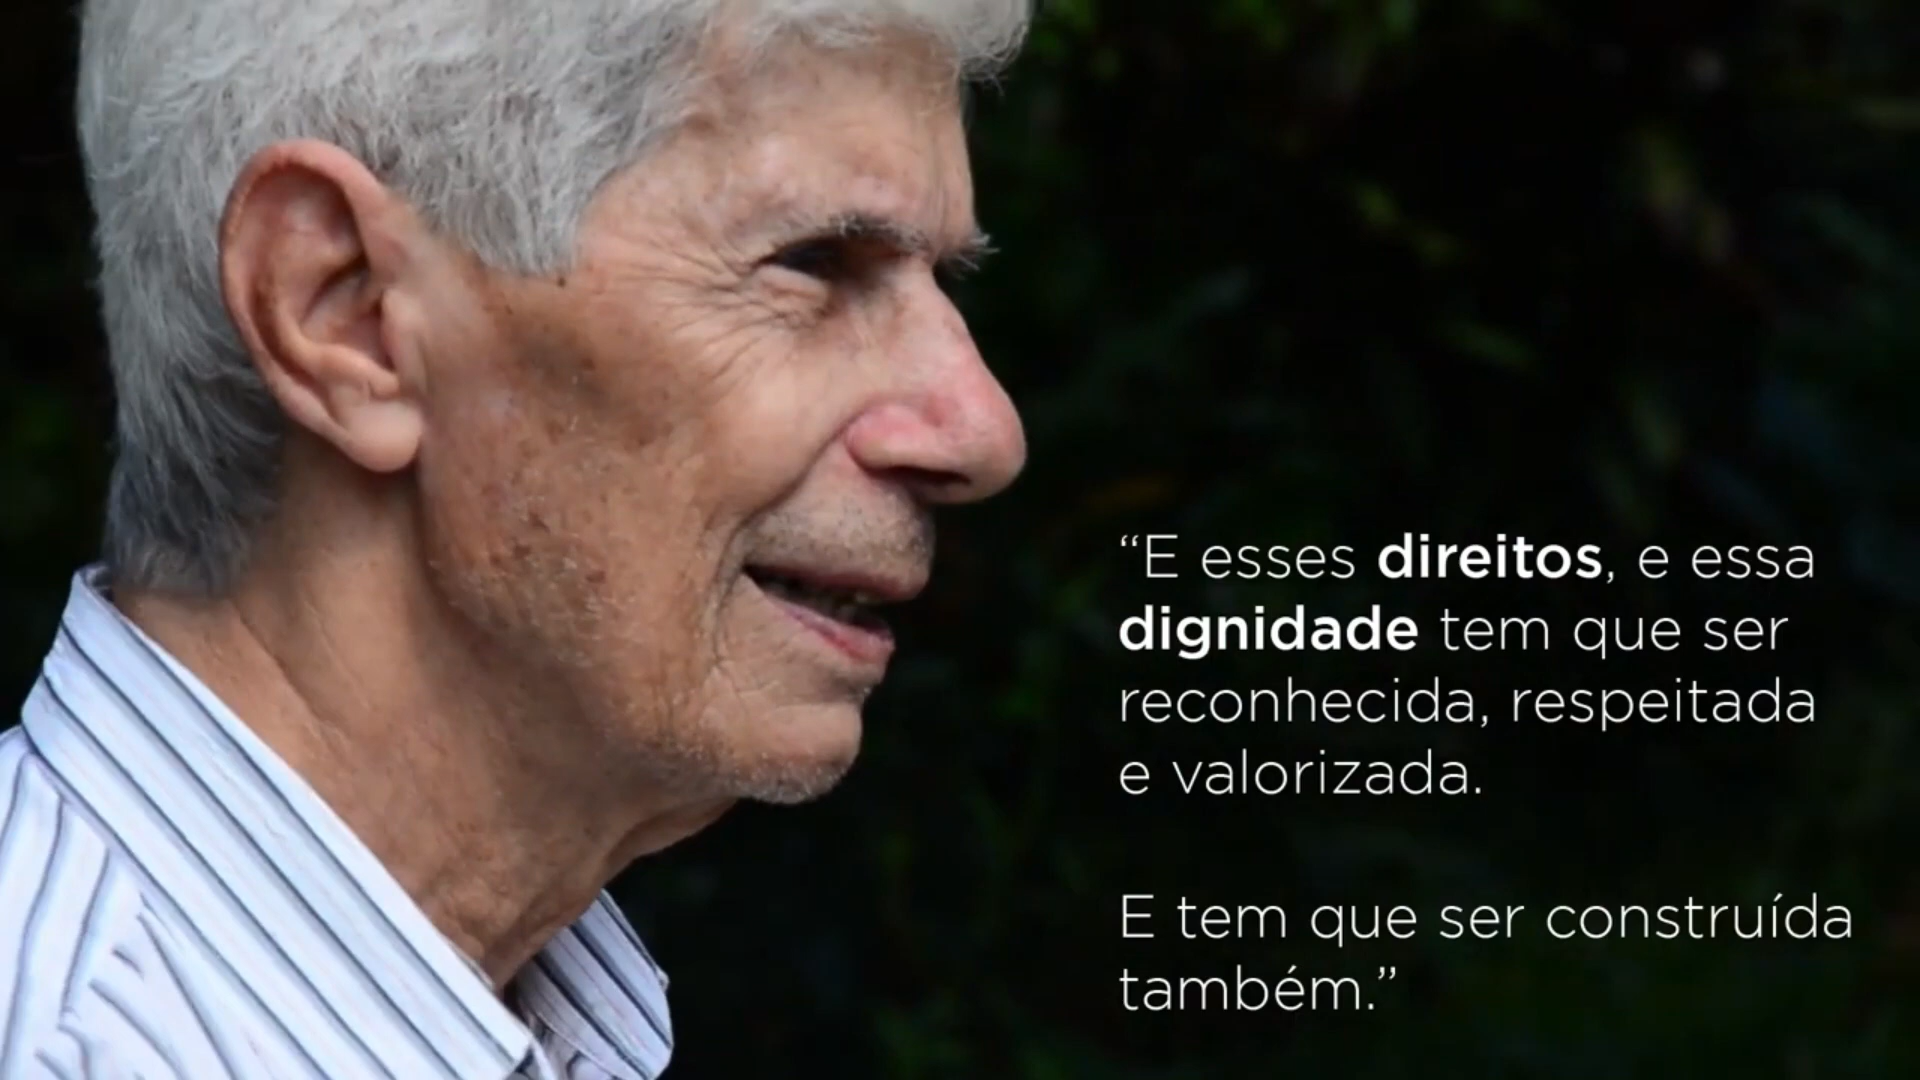 “E esses direitos, e essa
dignidade tem que ser
reconhecida, respeitada
e valorizada.
E tem que ser construída
também.”